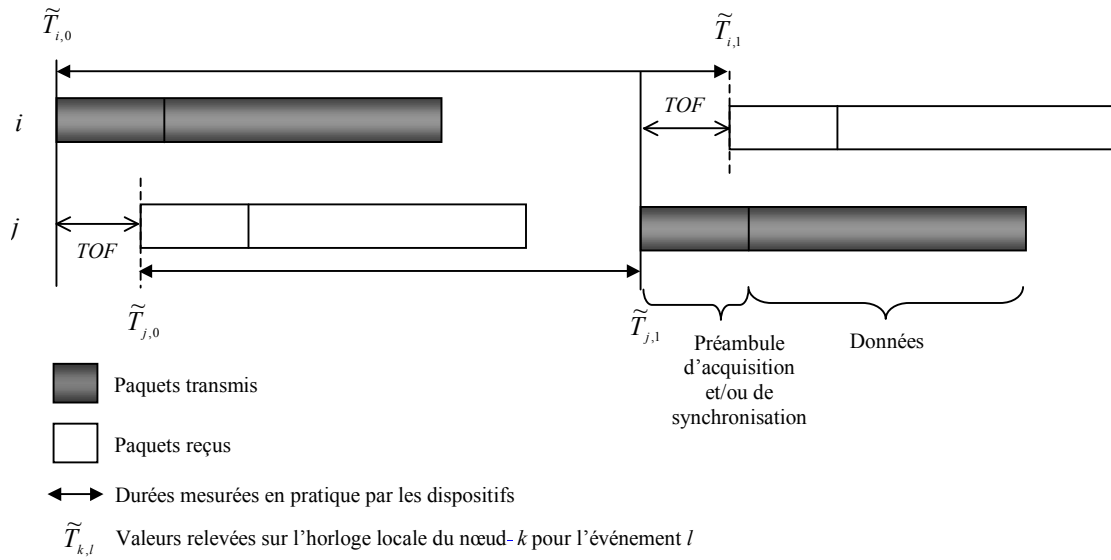 T̃i,0
T̃i,1
TOF
i
j
TOF
T̃j,0
T̃j,1
Préambule
d’acquisition
et/ou de
synchronisation
Données
Paquets transmis
Paquets reçus
Durées mesurées en pratique par les dispositifs
T̃k,l Valeurs relevées sur l’horloge locale du nœud-k pour l’événement l